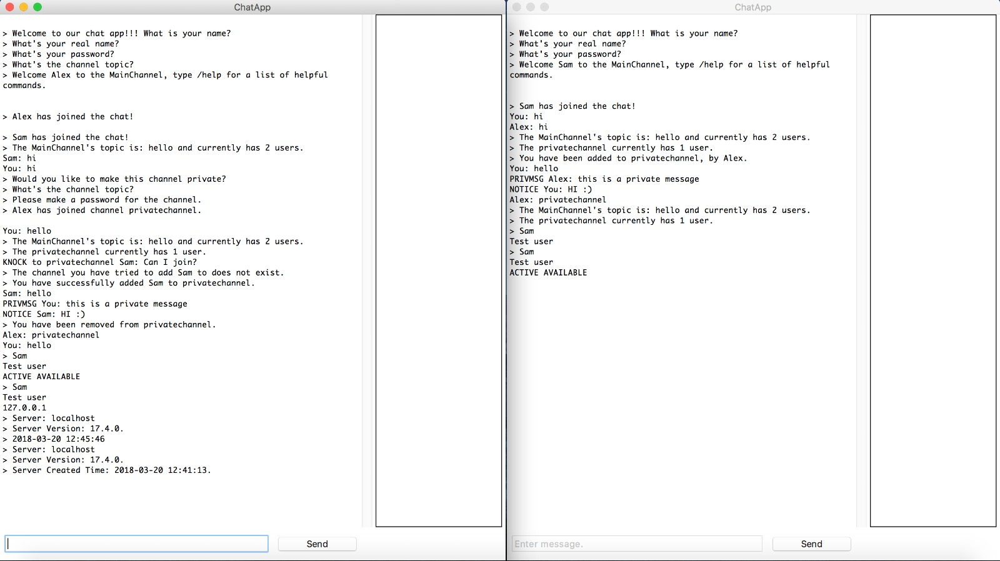 ChatApp
> Welcome to our chat app!!! What is your name?
> What's your real name?
> What's your password?
> What's the channel topic?
> Welcome Alex to the MainChannel, type /help for a list of helpful
commands.
> Alex has joined the chat!
> Sam has joined the chat!
> The MainChannel's topic is: hello and currently has 2 users.
Sam: hi
You: hi
> Would you like to make this channel private?
> What's the channel topic?
> Please make a password for the channel.
> Alex has joined channel privatechannel.
You: hello
> The MainChannel's topic is: hello and currently has 2 users.
> The privatechannel currently has 1 user.
KNOCK to privatechannel Sam: Can I join?
> The channel you have tried to add Sam to does not exist.
> You have successfully added Sam to privatechannel.
Sam: hello
PRIVMSG You: this is a private message
NOTICE Sam: HI :)
> You have been removed from privatechannel.
Alex: privatechannel
You: hello
> Sam
Test user
ACTIVE AVAILABLE
> Sam
Test user
127.0.0.1
> Server: localhost
> Server Version: 17.4.0.
> 2018-03-20 12:45:46
> Server: localhost
> Server Version: 17.4.0.
> Server Created Time: 2018-03-20 12:41:13.
Send
ChatApp
> Welcome to our chat app!!! What is your name?
> What's your real name?
> What's your password?
> Welcome Sam to the MainChannel, type /help for a list of helpful
commands.
> Sam has joined the chat!
You: hi
Alex: hi
> The MainChannel's topic is: hello and currently has 2 users.
> The privatechannel currently has 1 user.
> You have been added to privatechannel, by Alex.
You: hello
PRIVMSG Alex: this is a private message
NOTICE You: HI :)
Alex: privatechannel
> The MainChannel's topic is: hello and currently has 2 users.
> The privatechannel currently has 1 user.
> Sam
Test user
> Sam
Test user
ACTIVE AVAILABLE
Enter message.
Send